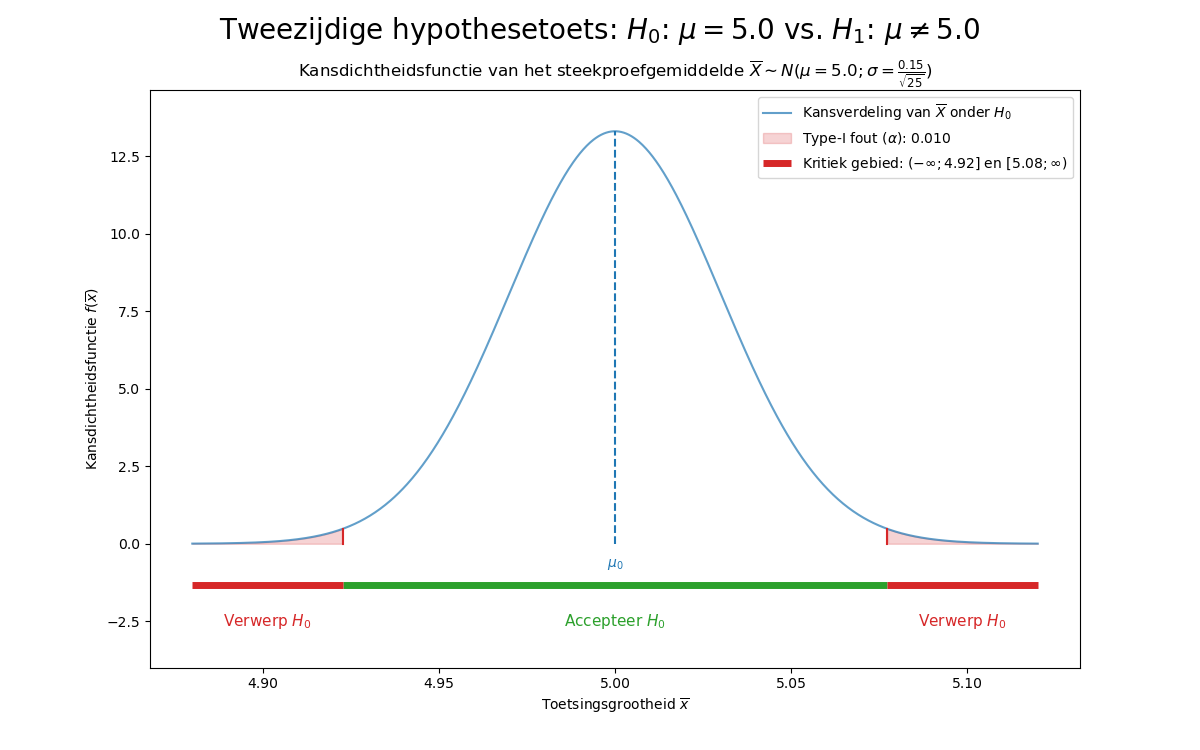 Tweezijdige hypothesetoets: H₀: μ = 5.0 vs. H₁: μ ≠ 5.0
Kansdichtheidsfunctie van het steekproefgemiddelde X̅ ~ N(μ = 5.0; σ = 0.15/√25)
Kansverdeling van X̅ onder H₀
Type-I fout (α): 0.010
Kritiek gebied: (−∞; 4.92] en [5.08; ∞)
Kansdichtheidsfunctie f(x̅)
12.5
10.0
7.5
5.0
2.5
0.0
−2.5
μ₀
Verwerp H₀
Accepteer H₀
Verwerp H₀
4.90
4.95
5.00
5.05
5.10
Toetsingsgrootheid x̅